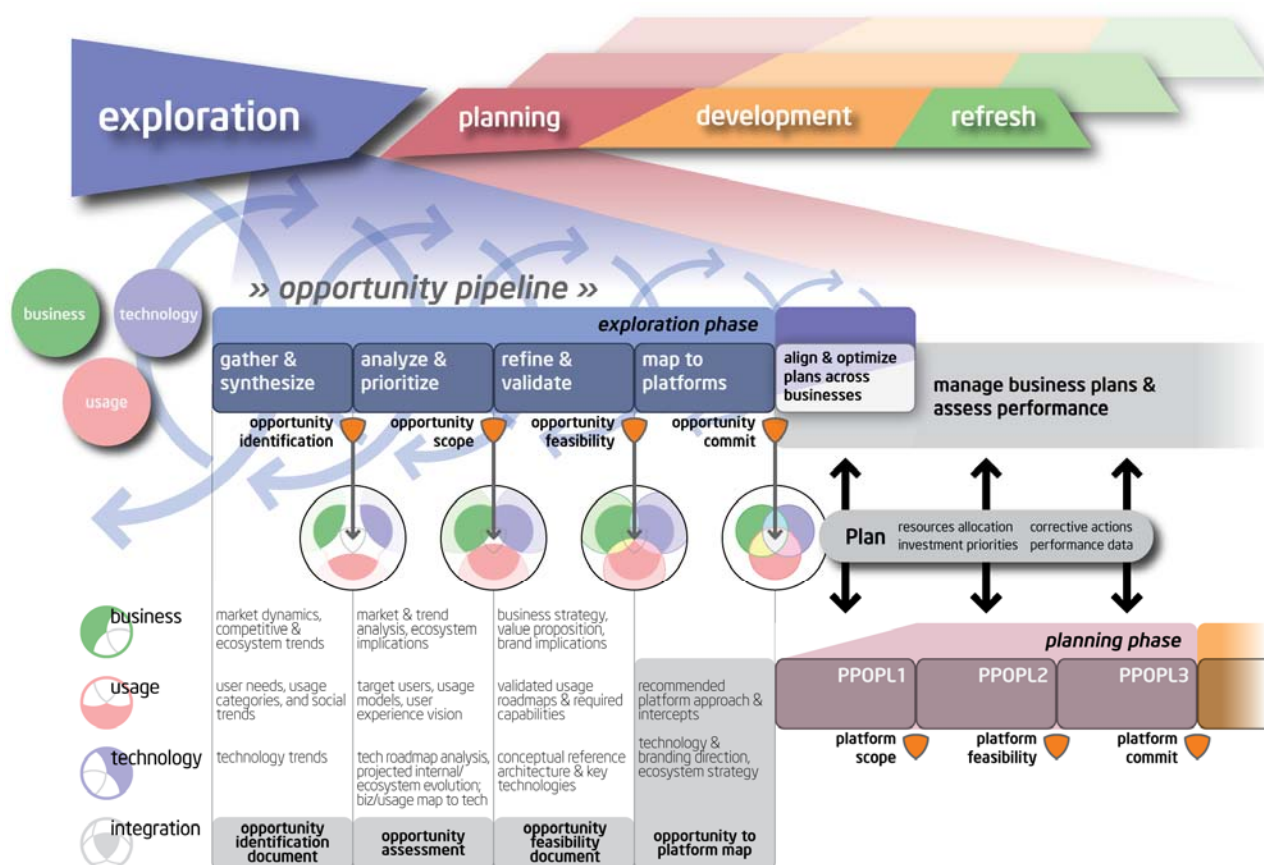 exploration
planning
development
refresh
business
technology
usage
» opportunity pipeline »
exploration phase
gather &
synthesize
analyze &
prioritize
refine &
validate
map to
platforms
align & optimize
plans across
businesses
manage business plans &
assess performance
opportunity
identification
opportunity
scope
opportunity
feasibility
opportunity
commit
Plan
resources allocation
investment priorities
corrective actions
performance data
business
market dynamics,
competitive &
ecosystem trends
market & trend
analysis, ecosystem
implications
business strategy,
value proposition,
brand implications
usage
user needs, usage
categories, and social
trends
target users, usage
models, user
experience vision
validated usage
roadmaps & required
capabilities
recommended
platform approach &
intercepts
technology
technology trends
tech roadmap analysis,
projected internal/
ecosystem evolution;
biz/usage map to tech
conceptual reference
architecture & key
technologies
technology &
branding direction,
ecosystem strategy
integration
opportunity
identification
document
opportunity
assessment
opportunity
feasibility
document
opportunity to
platform map
planning phase
PPOPL1
PPOPL2
PPOPL3
platform
scope
platform
feasibility
platform
commit